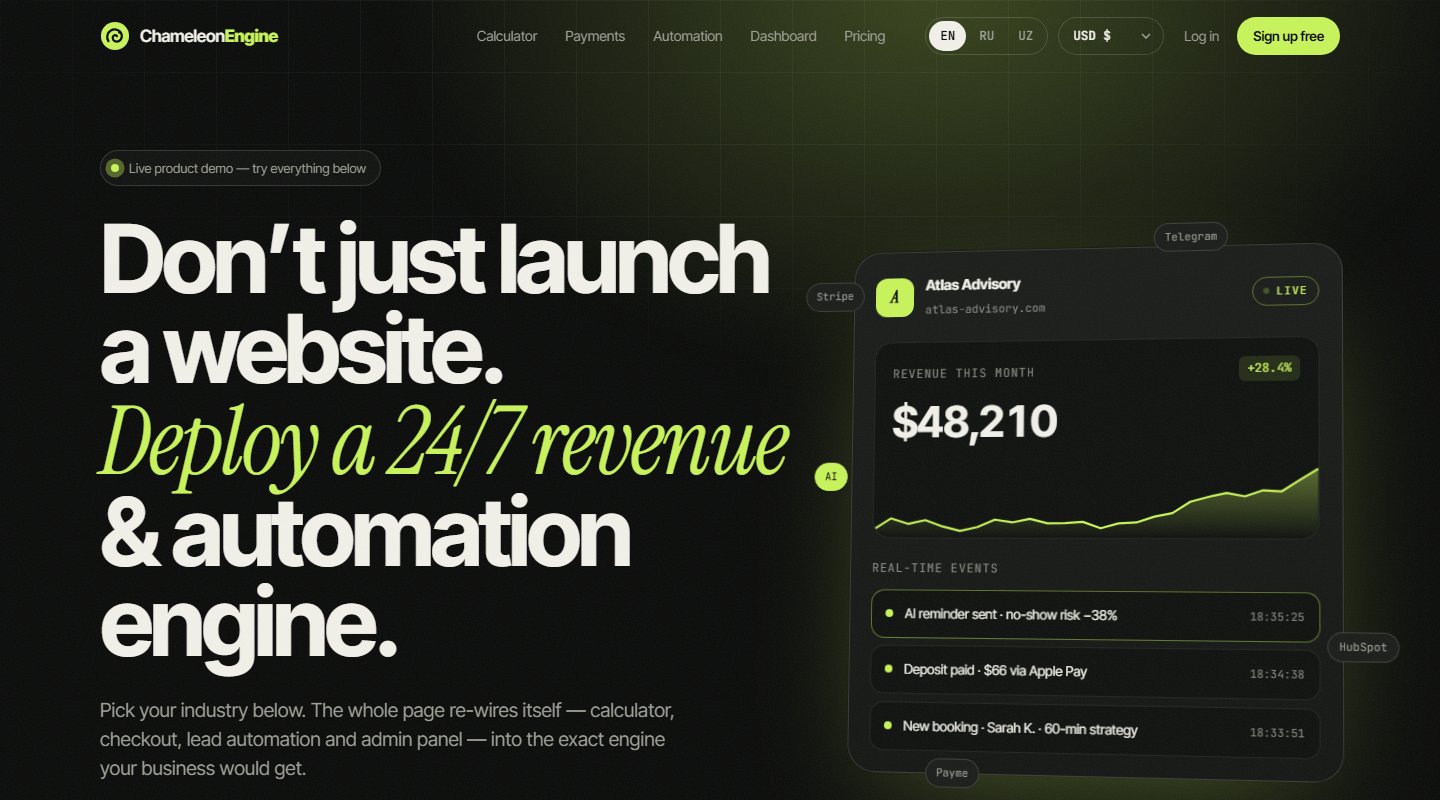 ChameleonEngine
Calculator
Payments
Automation
Dashboard
Pricing
EN
RU
UZ
USD $
Log in
Sign up free
Live product demo — try everything below
Don’t just launch
a website.
Deploy a 24/7 revenue
& automation
engine.
Pick your industry below. The whole page re-wires itself — calculator,
checkout, lead automation and admin panel — into the exact engine
your business would get.
Telegram
Stripe
A
Atlas Advisory
atlas-advisory.com
LIVE
REVENUE THIS MONTH
+28.4%
$48,210
AI
REAL-TIME EVENTS
AI reminder sent · no-show risk −38%
18:35:25
HubSpot
Deposit paid · $66 via Apple Pay
18:34:38
New booking · Sarah K. · 60-min strategy
18:33:51
Payme